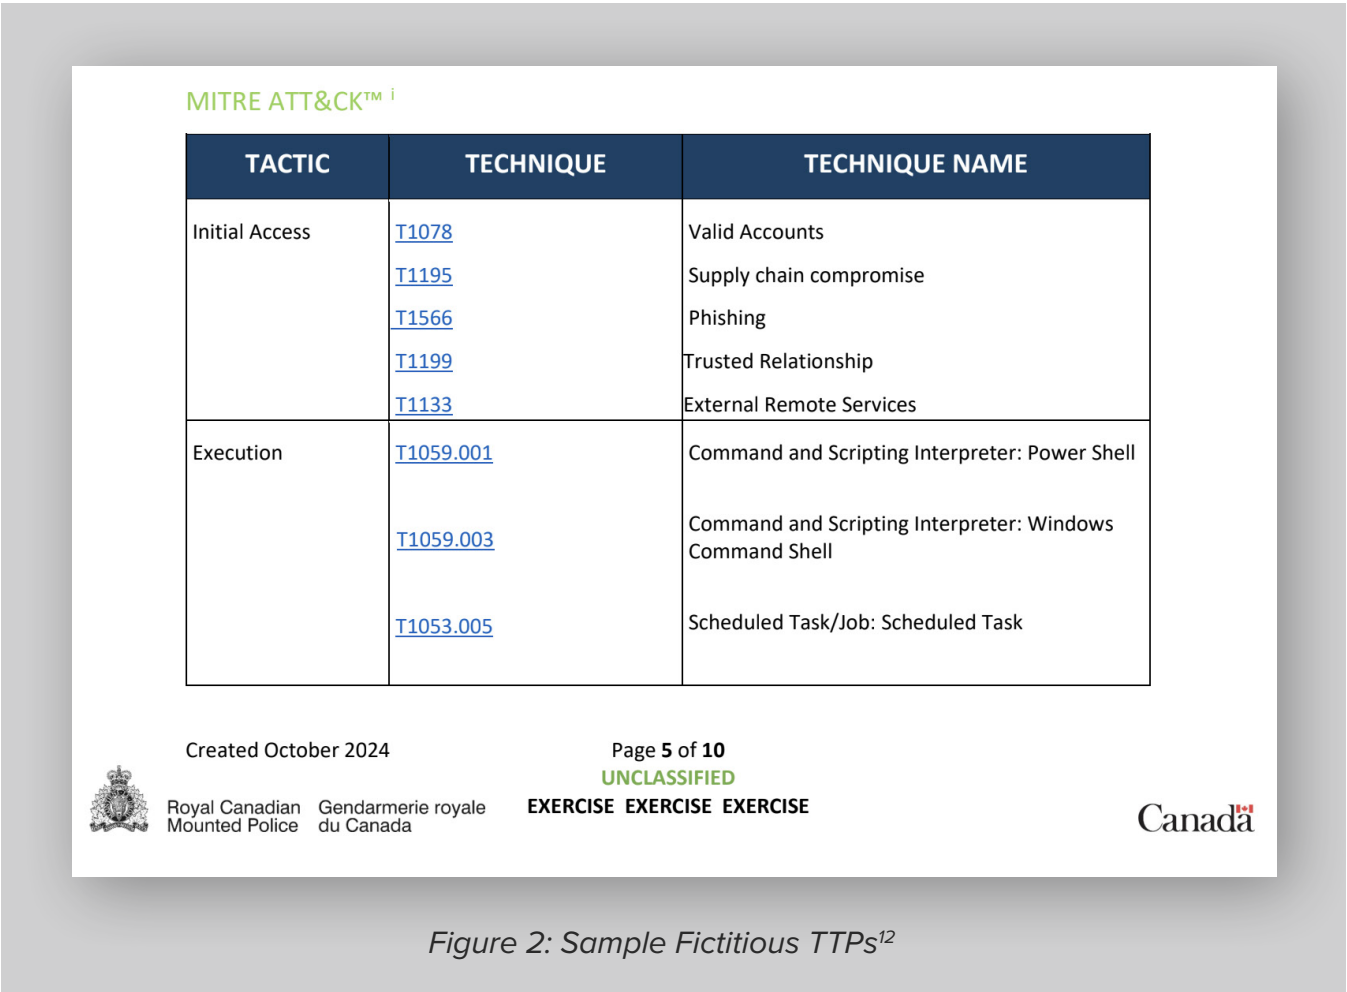 MITRE ATT&CK™ i
TACTIC TECHNIQUE TECHNIQUE NAME
Initial Access T1078 Valid Accounts
T1195 Supply chain compromise
T1566 Phishing
T1199 Trusted Relationship
T1133 External Remote Services
Execution T1059.001 Command and Scripting Interpreter: Power Shell
T1059.003 Command and Scripting Interpreter: Windows
Command Shell
T1053.005 Scheduled Task/Job: Scheduled Task
Created October 2024 Page 5 of 10
UNCLASSIFIED
EXERCISE EXERCISE EXERCISE
Royal Canadian Gendarmerie royale
Mounted Police du Canada
Canada
Figure 2: Sample Fictitious TTPs12